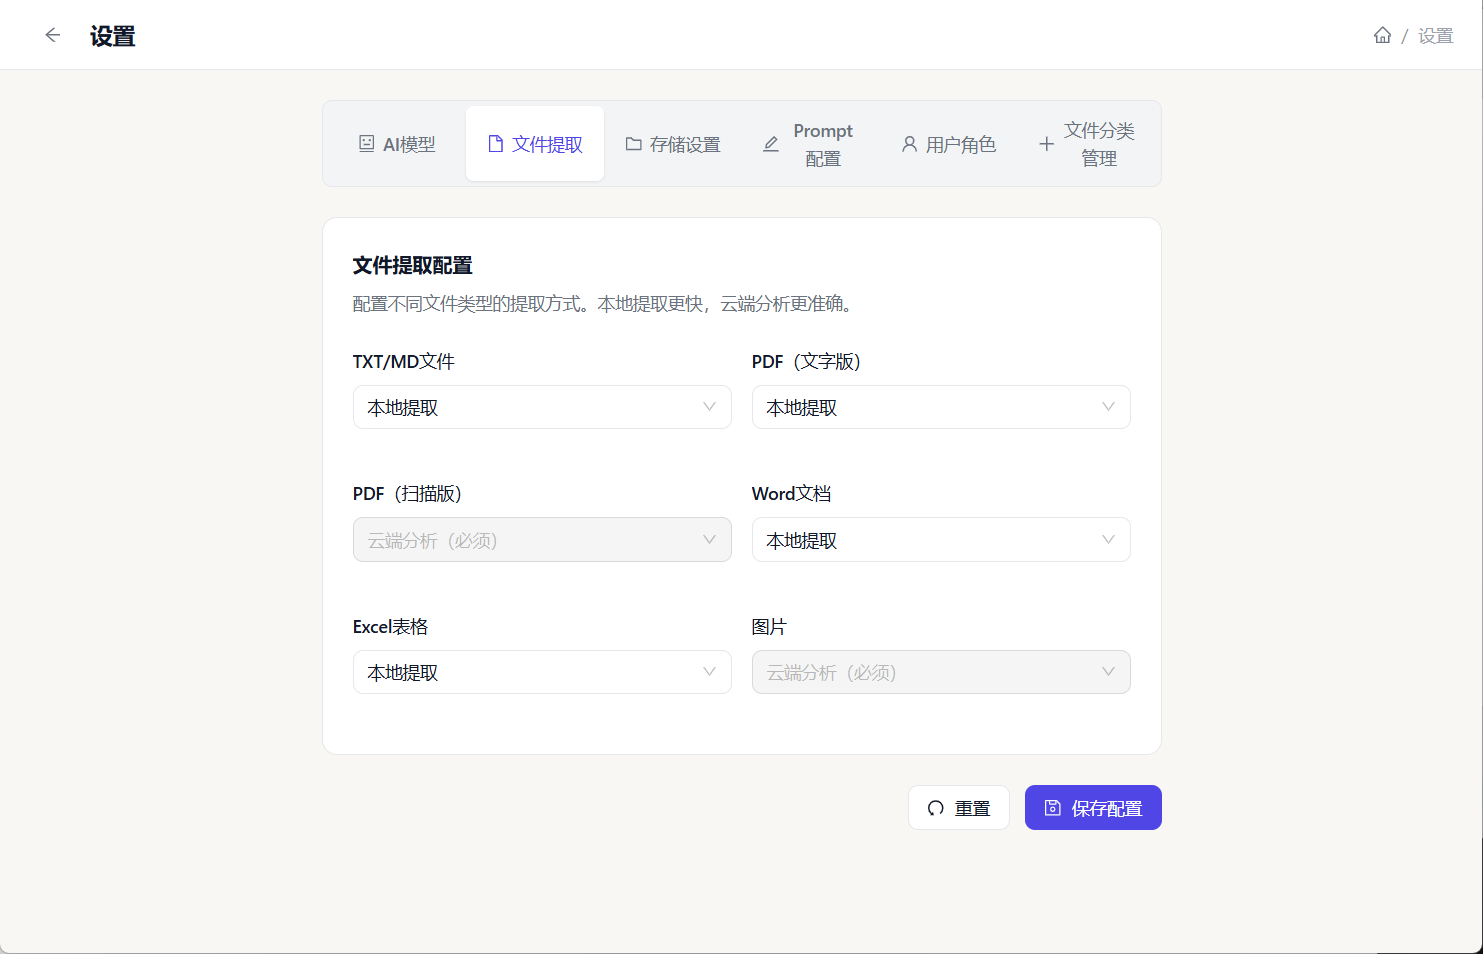 设置
/ 设置
AI模型
文件提取
存储设置
Prompt
配置
用户角色
文件分类
管理
文件提取配置
配置不同文件类型的提取方式。本地提取更快，云端分析更准确。
TXT/MD文件
PDF（文字版）
本地提取
本地提取
PDF（扫描版）
Word文档
云端分析（必须）
本地提取
Excel表格
图片
本地提取
云端分析（必须）
重置
保存配置